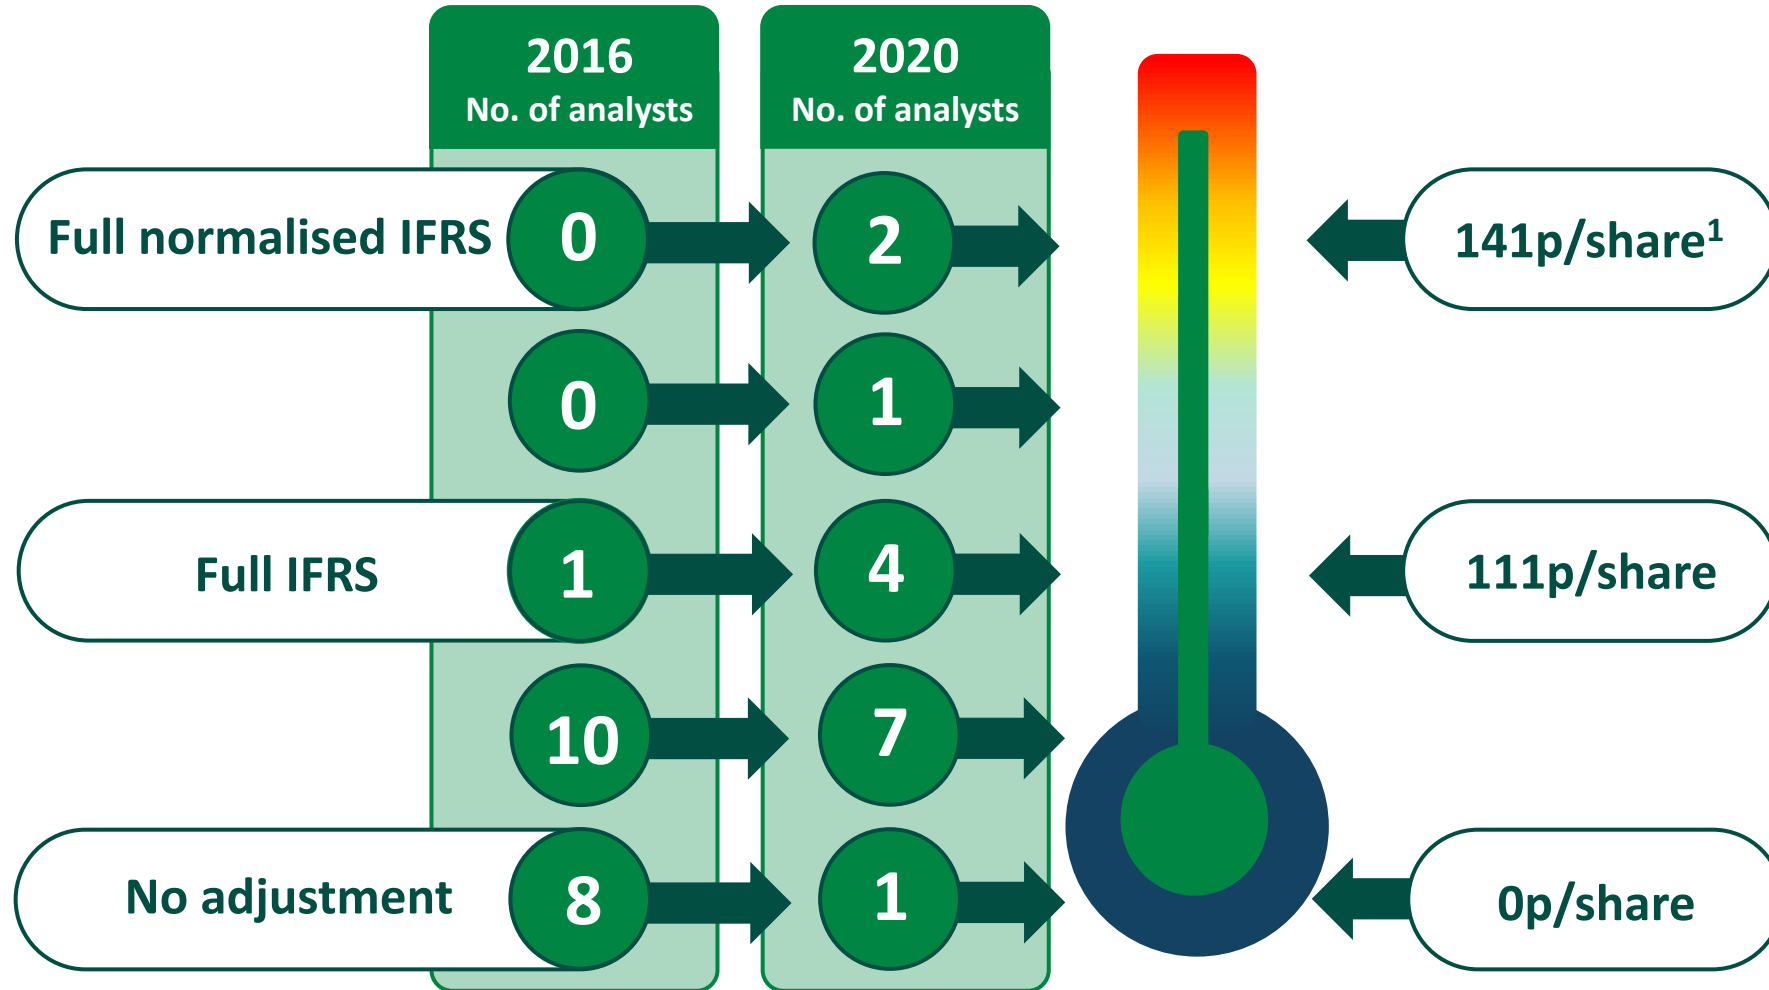 2016
No. of analysts
2020
No. of analysts
Full normalised IFRS
0
2
141p/share¹
0
1
Full IFRS
1
4
111p/share
10
7
No adjustment
8
1
0p/share